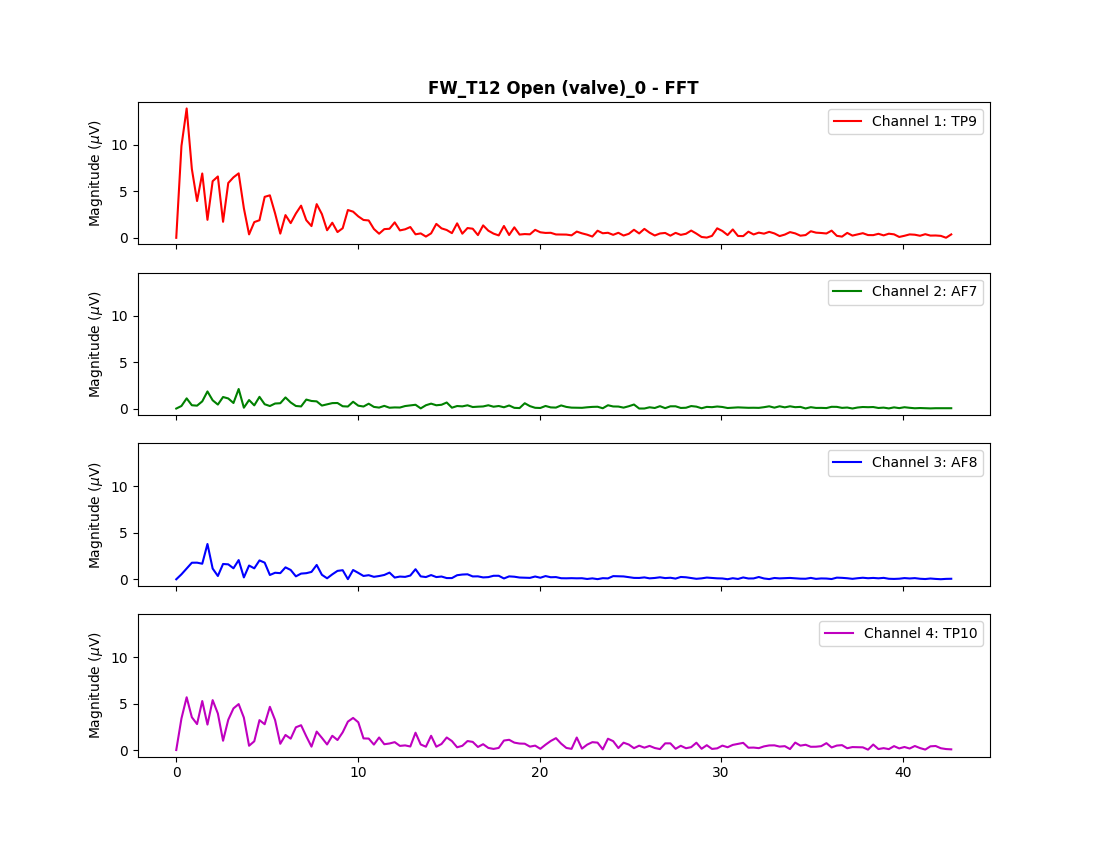 FW_T12 Open (valve)_0 - FFT
Magnitude (μV)
10
5
0
Channel 1: TP9
Magnitude (μV)
10
5
0
Channel 2: AF7
Magnitude (μV)
10
5
0
Channel 3: AF8
Magnitude (μV)
10
5
0
Channel 4: TP10
0 10 20 30 40